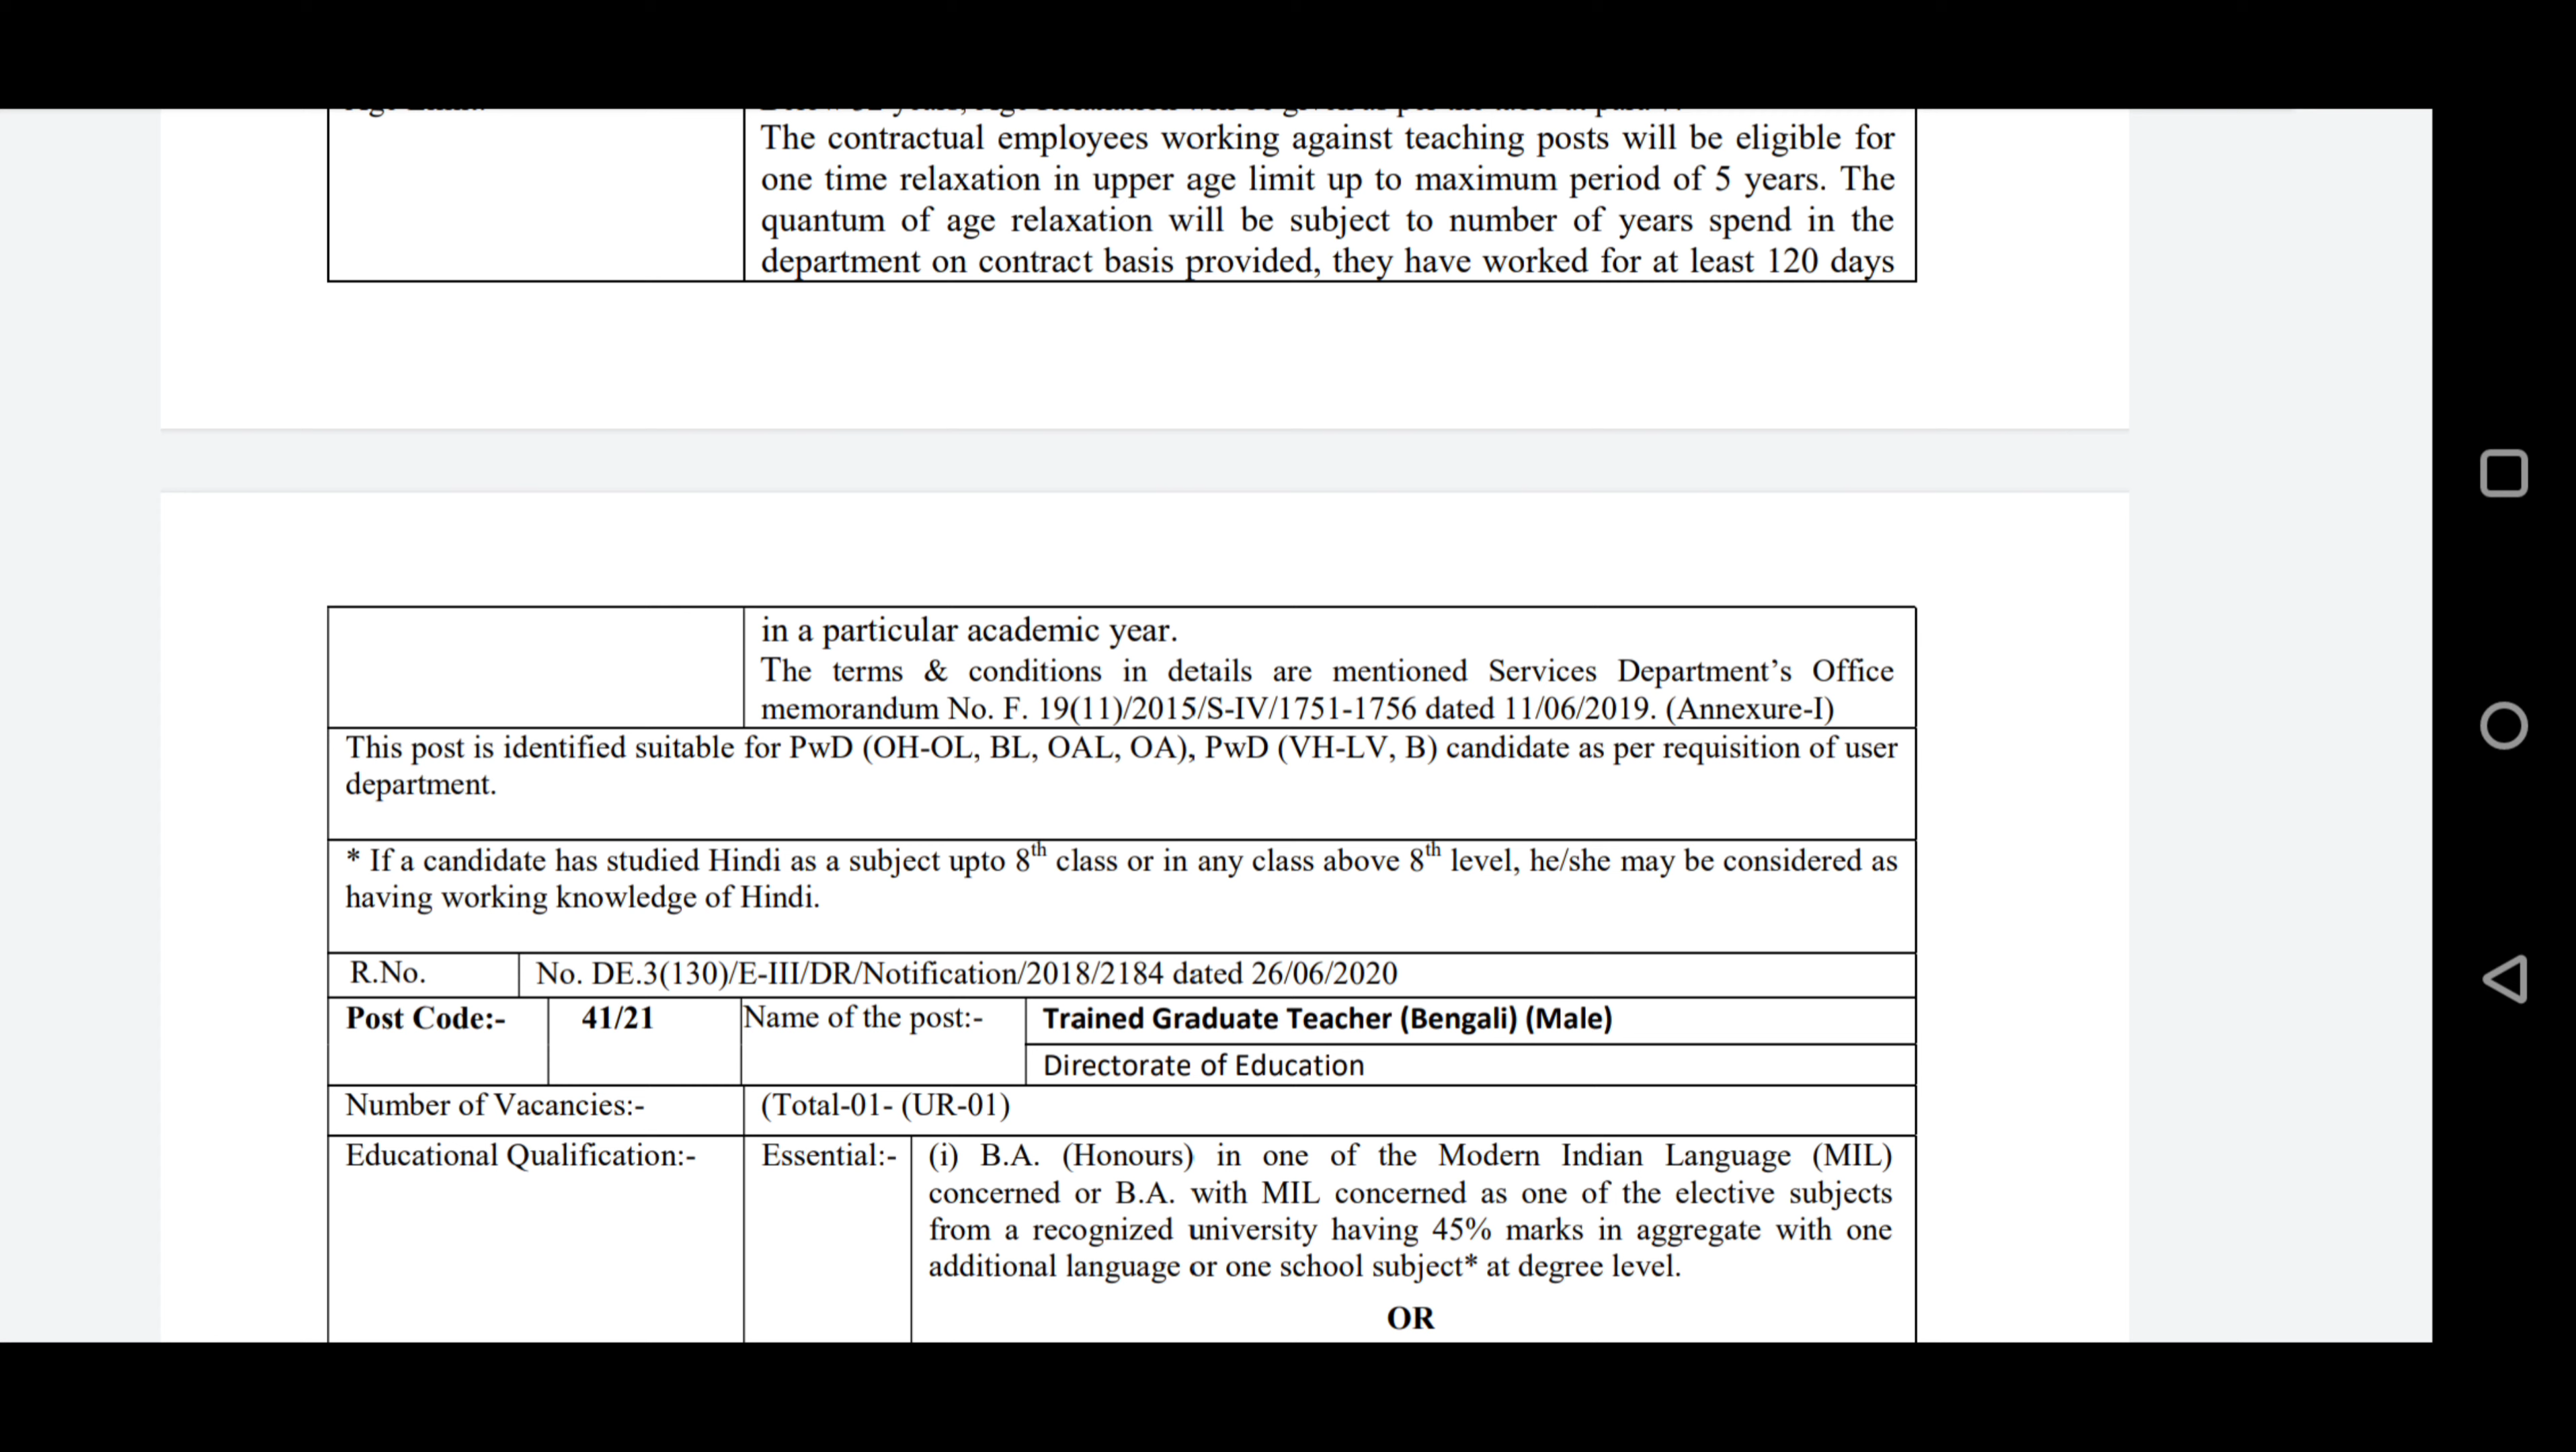 The contractual employees working against teaching posts will be eligible for
one time relaxation in upper age limit up to maximum period of 5 years. The
quantum of age relaxation will be subject to number of years spend in the
department on contract basis provided, they have worked for at least 120 days
in a particular academic year.
The terms & conditions in details are mentioned Services Department’s Office
memorandum No. F. 19(11)/2015/S-IV/1751-1756 dated 11/06/2019. (Annexure-I)
This post is identified suitable for PwD (OH-OL, BL, OAL, OA), PwD (VH-LV, B) candidate as per requisition of user
department.
* If a candidate has studied Hindi as a subject upto 8th class or in any class above 8th level, he/she may be considered as
having working knowledge of Hindi.
R.No. No. DE.3(130)/E-III/DR/Notification/2018/2184 dated 26/06/2020
Post Code:- 41/21 Name of the post:- Trained Graduate Teacher (Bengali) (Male)
Directorate of Education
Number of Vacancies:- (Total-01- (UR-01)
Educational Qualification:- Essential:- (i) B.A. (Honours) in one of the Modern Indian Language (MIL)
concerned or B.A. with MIL concerned as one of the elective subjects
from a recognized university having 45% marks in aggregate with one
additional language or one school subject* at degree level.
OR